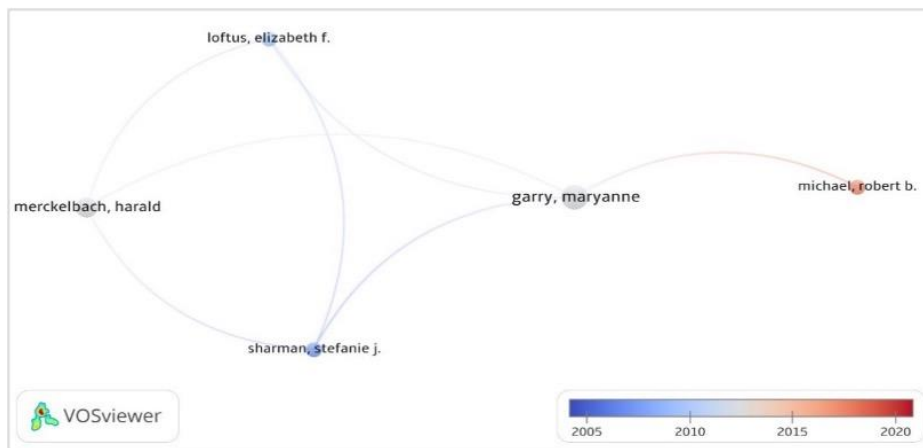 loftus, elizabeth f.
michael, robert b.
garry, maryanne
merckelbach, harald
sharman, stefanie j.
VOSviewer
2005 2010 2015 2020